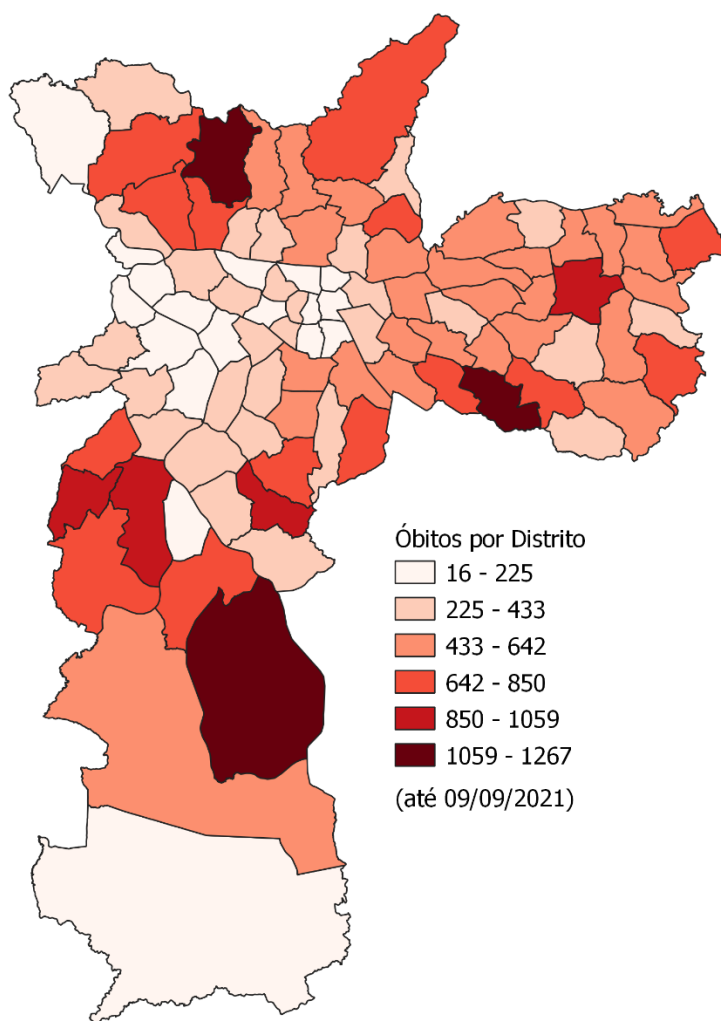 Óbitos por Distrito
16 - 225
225 - 433
433 - 642
642 - 850
850 - 1059
1059 - 1267
(até 09/09/2021)